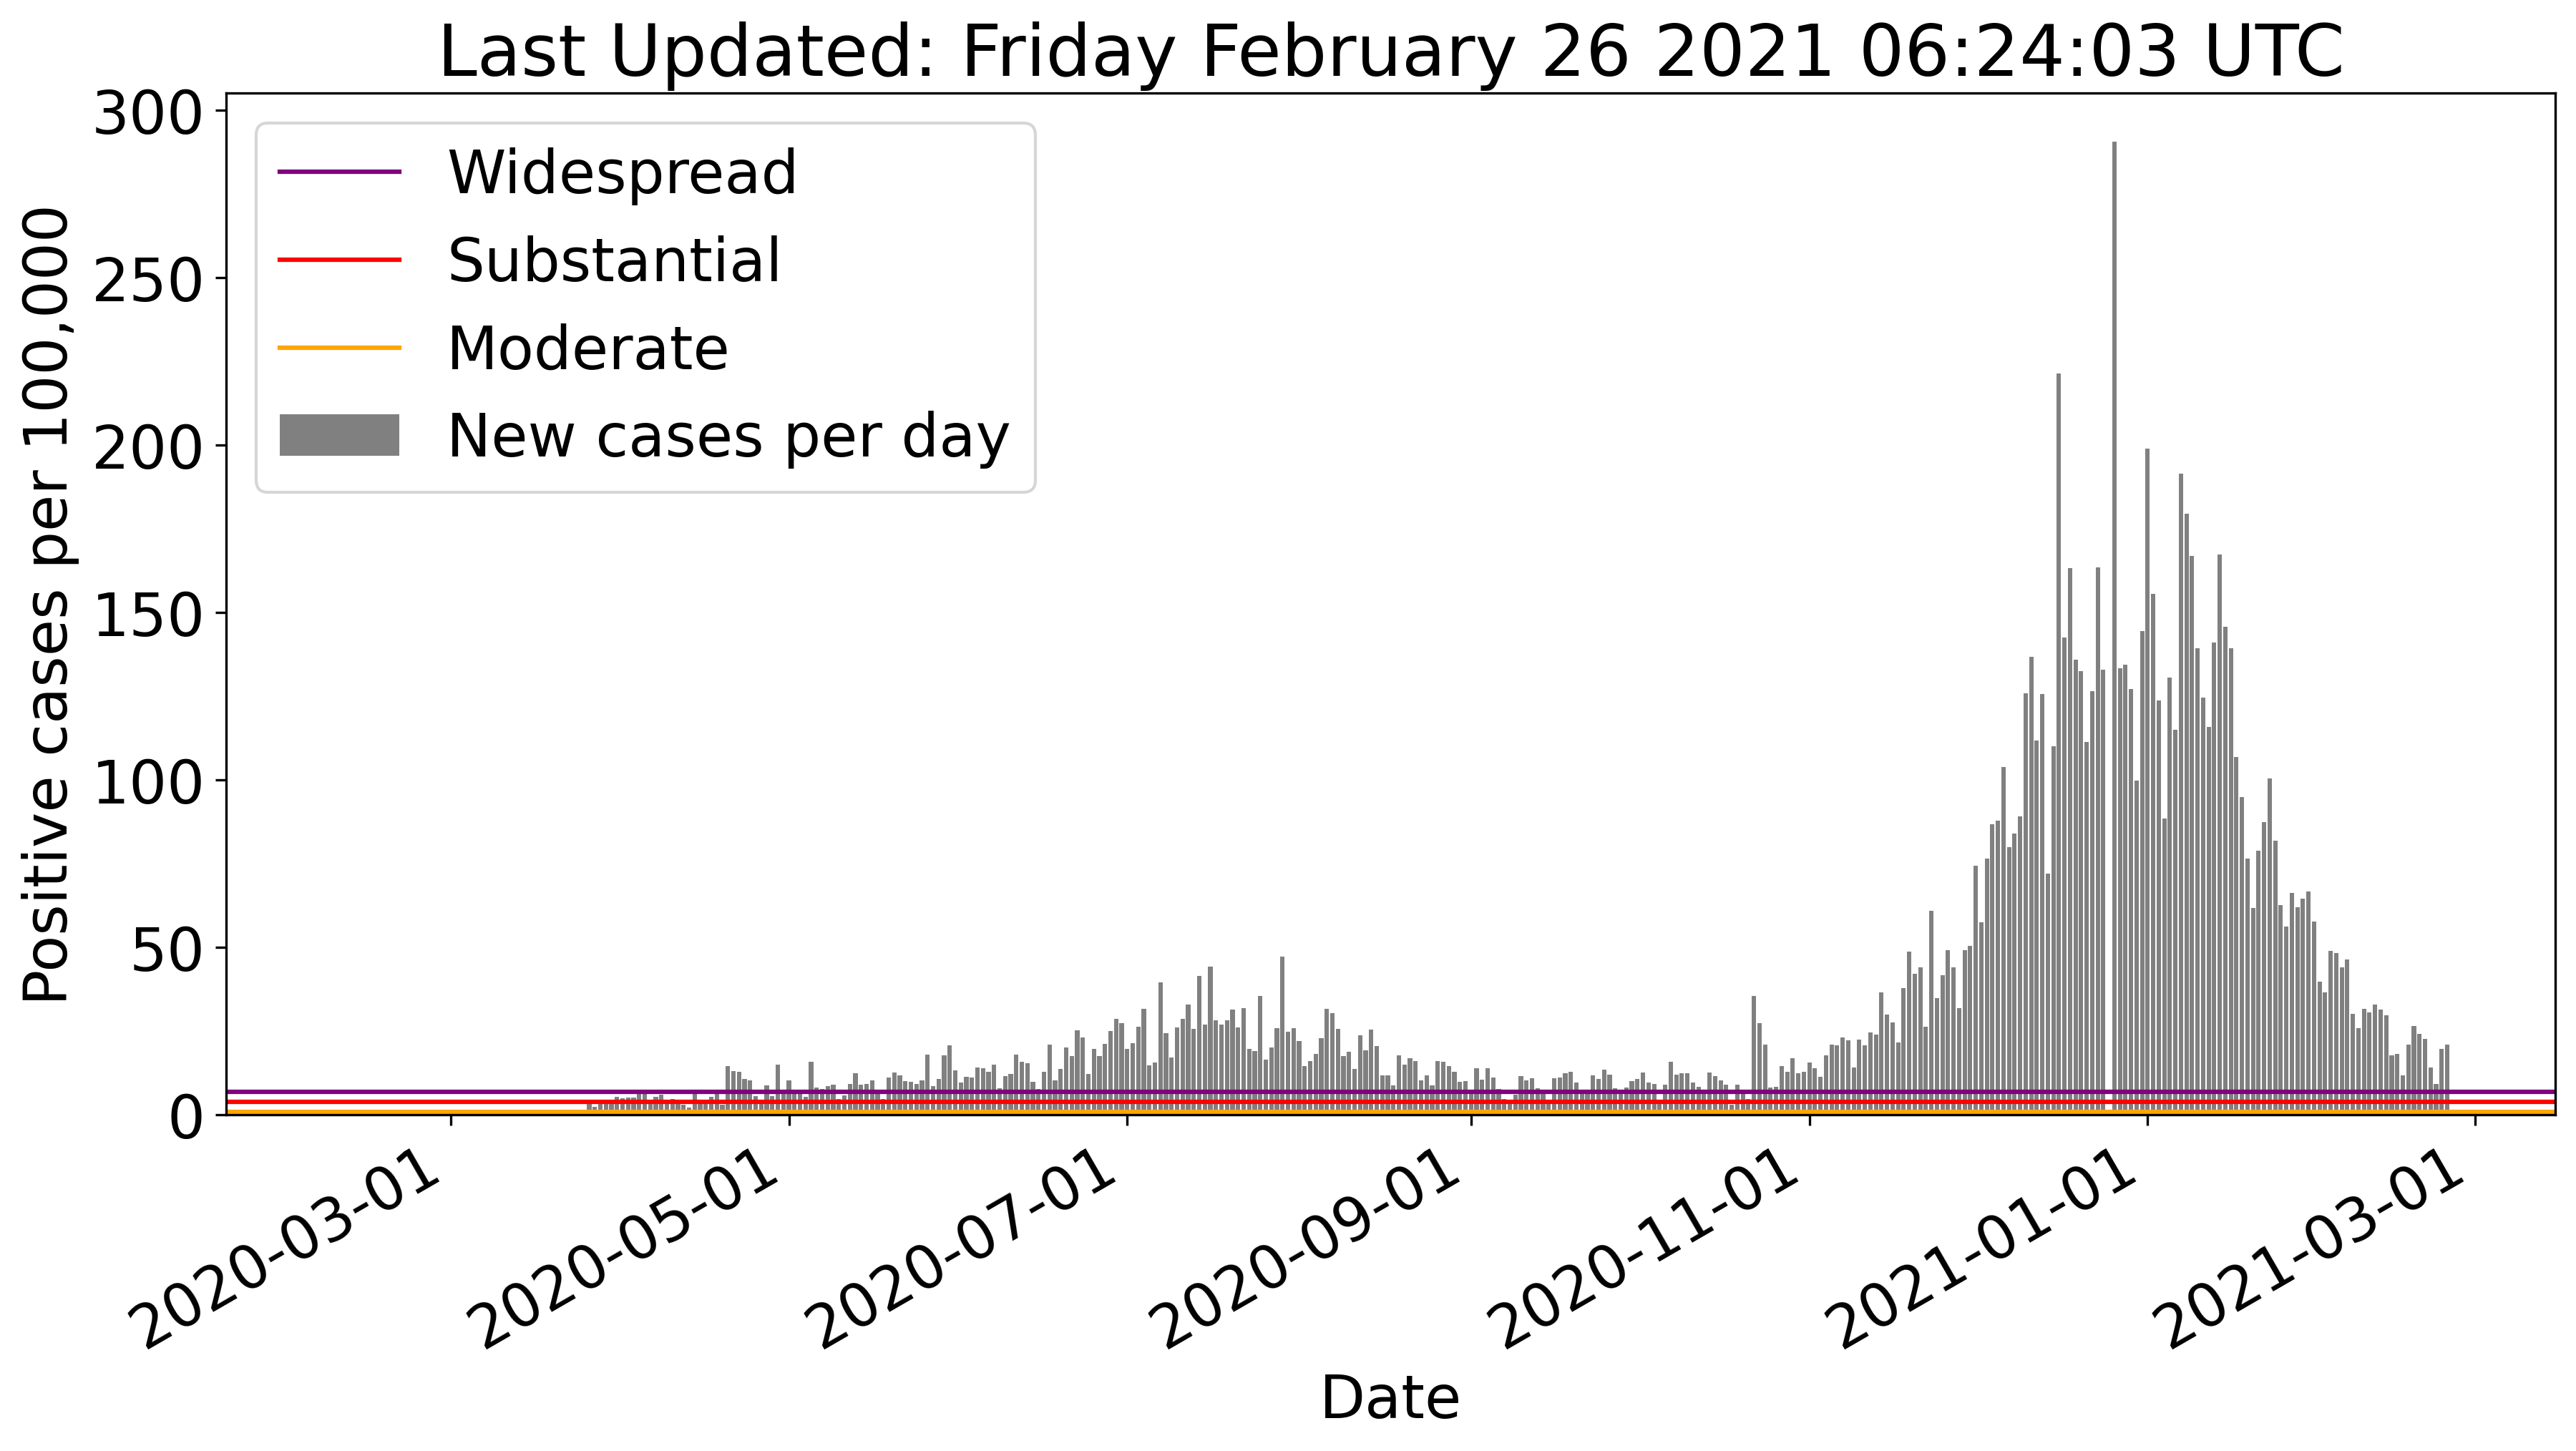 Last Updated: Friday February 26 2021 06:24:03 UTC
300
250
200
150
100
50
0
Positive cases per 100,000
Widespread
Substantial
Moderate
New cases per day
2020-03-01
2020-05-01
2020-07-01
2020-09-01
2020-11-01
2021-01-01
2021-03-01
Date